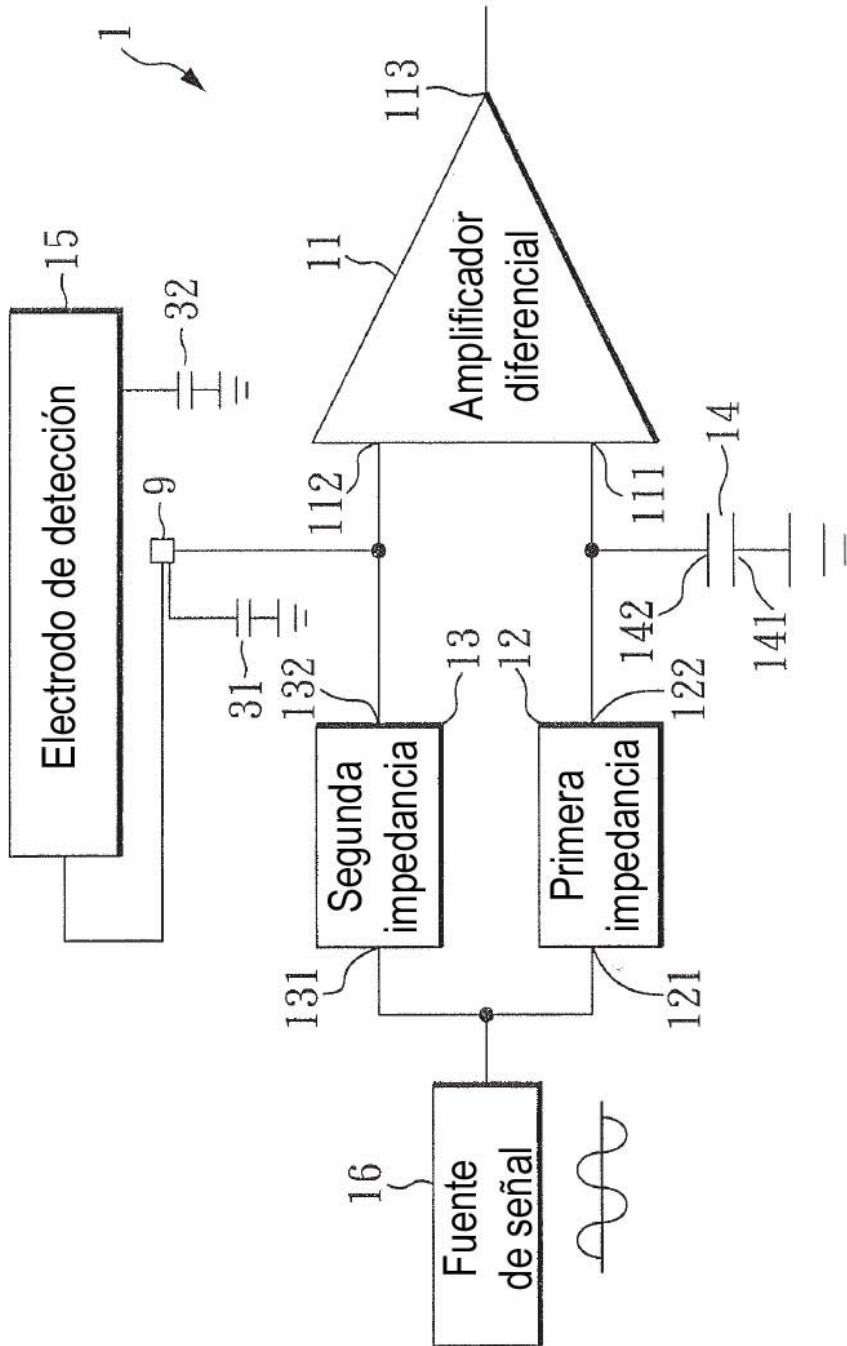 1
Electrodo de detección
15
32
9
31
11
113
Amplificador
diferencial
112
111
132
13
Segunda
impedancia
131
12
Primera
impedancia
122
121
14
142
141
16
Fuente
de señal